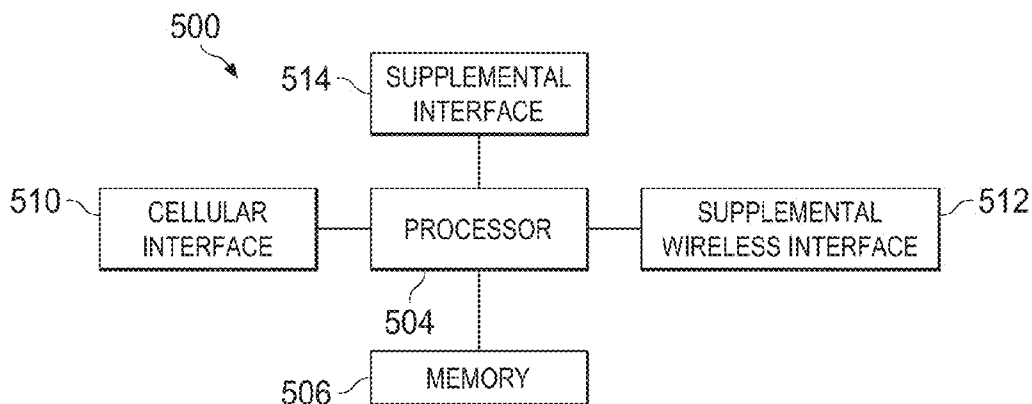 500
514
SUPPLEMENTAL
INTERFACE
510
CELLULAR
INTERFACE
PROCESSOR
504
SUPPLEMENTAL
WIRELESS INTERFACE
512
506
MEMORY